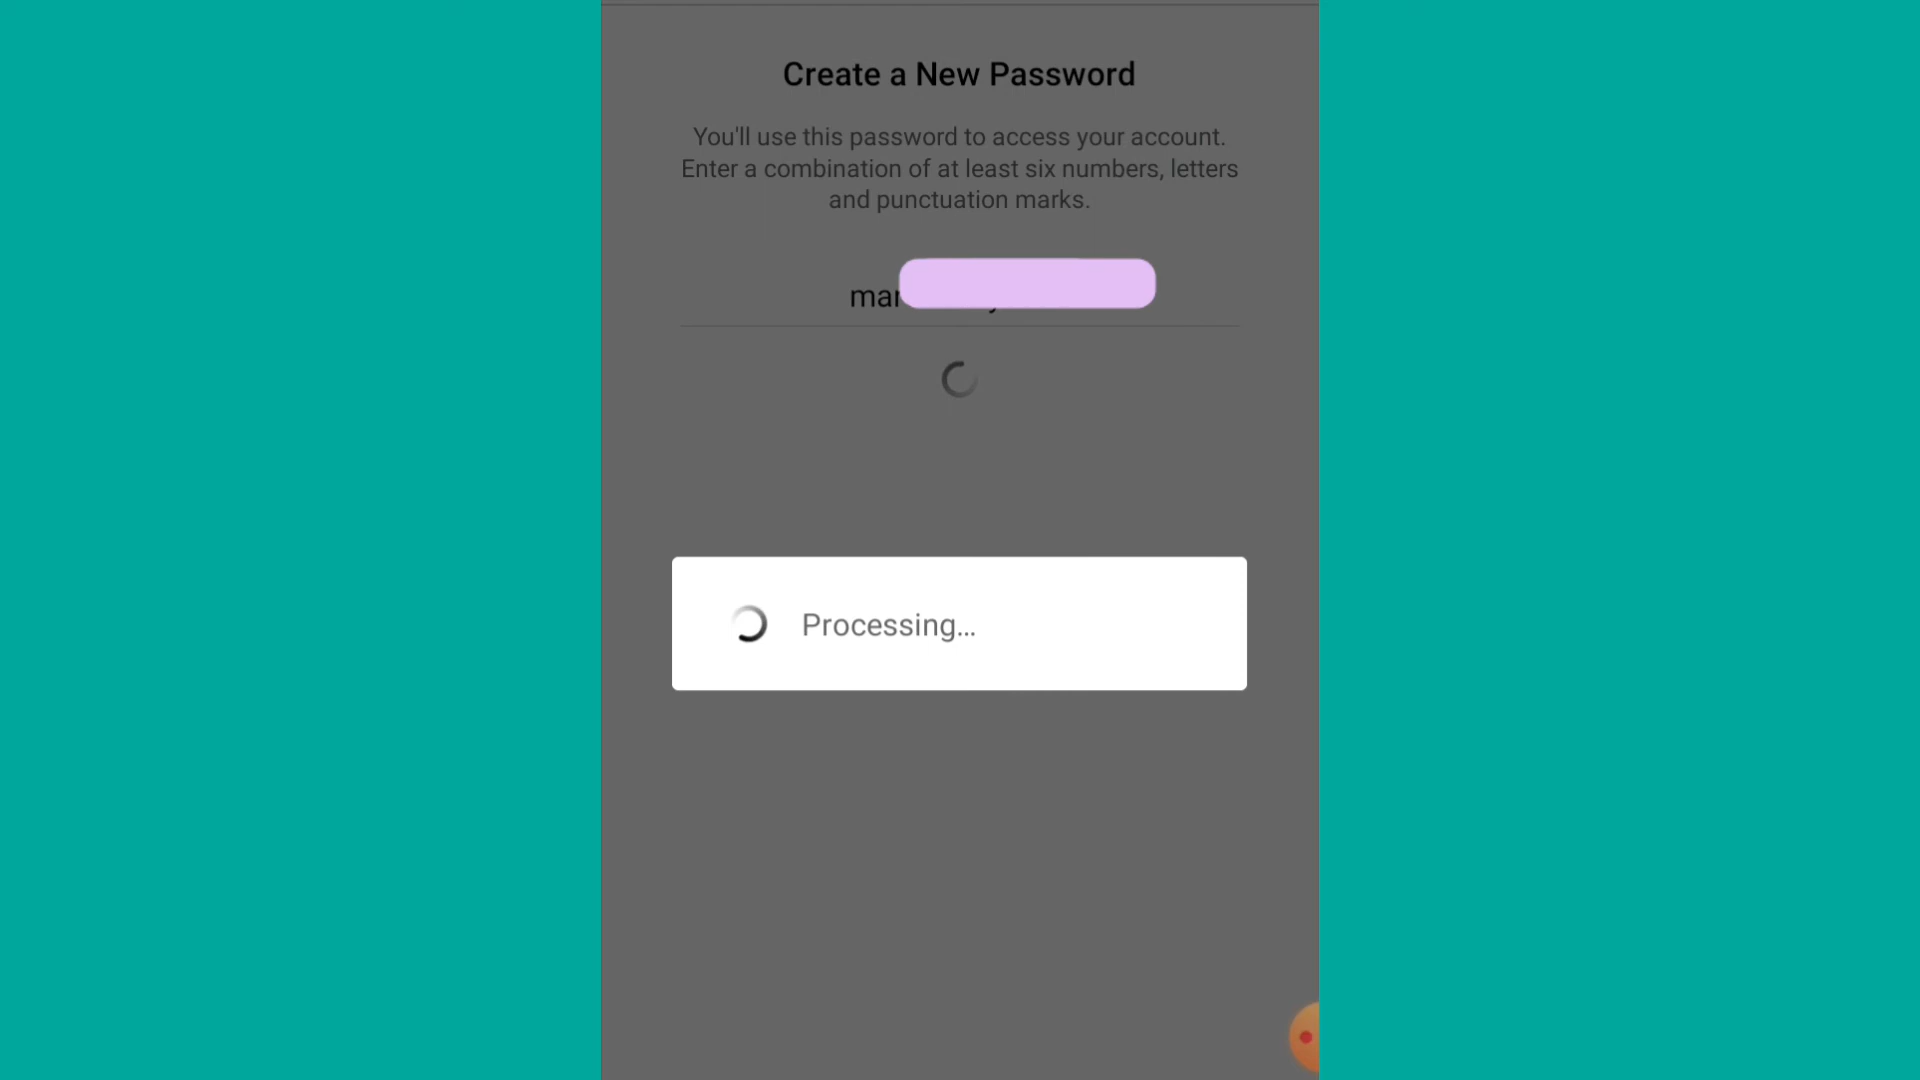 Create a New Password
You'll use this password to access your account.
Enter a combination of at least six numbers, letters
and punctuation marks.
Processing...